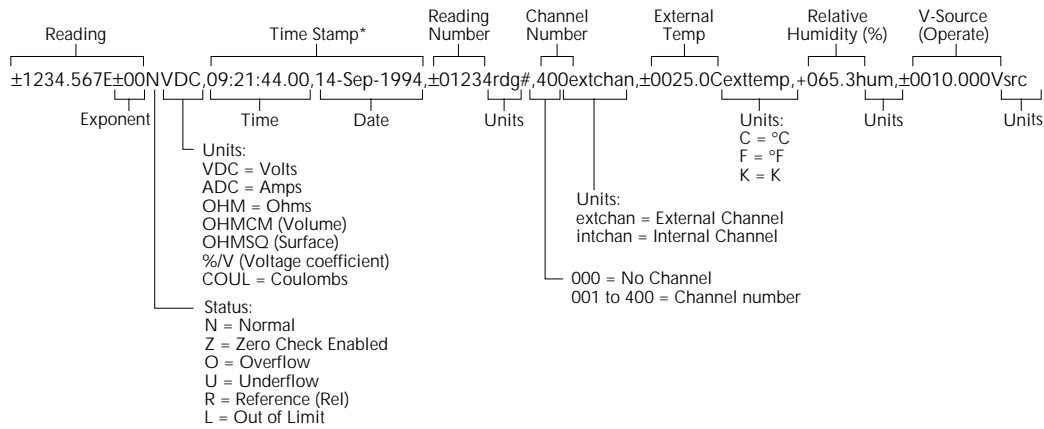 Reading
Time Stamp*
Reading Number
Channel Number
External Temp
Relative Humidity (%)
V-Source (Operate)
±1234.567E±00NVDC,09:21:44.00,14-Sep-1994,±01234rdg#,400extchan,±0025.0Cexttemp,+065.3hum,±0010.000Vsrc
Exponent
Time
Date
Units
Units:
C = °C
F = °F
K = K
Units
Units
Units:
VDC = Volts
ADC = Amps
OHM = Ohms
OHMCM (Volume)
OHMSQ (Surface)
%/V (Voltage coefficient)
COUL = Coulombs
Units:
extchan = External Channel
intchan = Internal Channel
000 = No Channel
001 to 400 = Channel number
Status:
N = Normal
Z = Zero Check Enabled
O = Overflow
U = Underflow
R = Reference (Rel)
L = Out of Limit